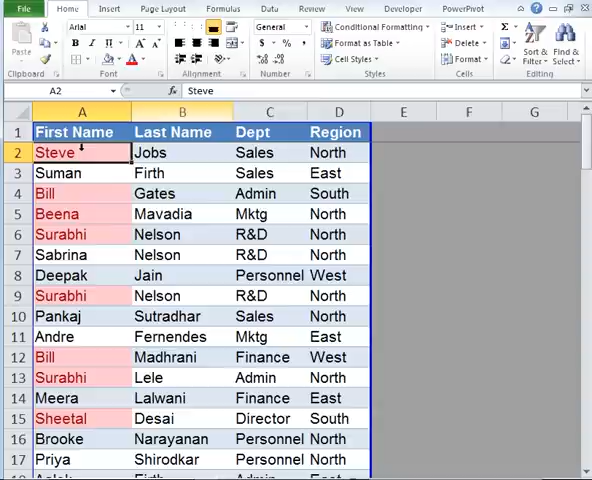 File Home Insert Page Layout Formulas Data Review View Developer PowerPivot
Paste Arial 11 General Conditional Formatting Insert Sort & Filter Find & Select
B I U $ % , Format as Table Delete
Cell Styles Format
Clipboard Font Alignment Number Styles Cells Editing
A2 fx Steve
A B C D E F G
1 First Name Last Name Dept Region
2 Steve Jobs Sales North
3 Suman Firth Sales East
4 Bill Gates Admin South
5 Beena Mavadia Mktg North
6 Surabhi Nelson R&D North
7 Sabrina Nelson R&D North
8 Deepak Jain Personnel West
9 Surabhi Nelson R&D North
10 Pankaj Sutradhar Sales North
11 Andre Fernendes Mktg East
12 Bill Madhrani Finance West
13 Surabhi Lele Admin North
14 Meera Lalwani Finance East
15 Sheetal Desai Director South
16 Brooke Narayanan Personnel North
17 Priya Shirodkar Personnel North